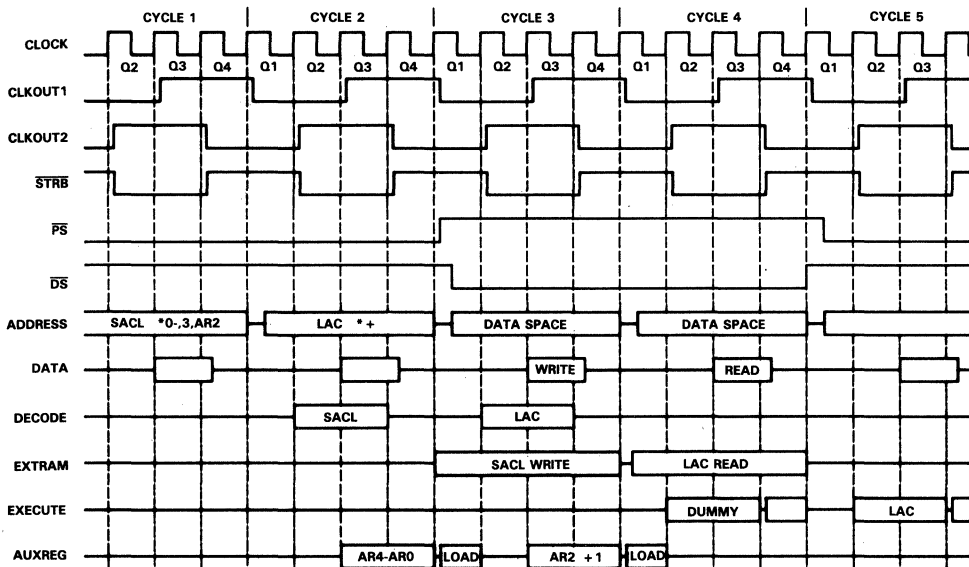 CYCLE 1 CYCLE 2 CYCLE 3 CYCLE 4 CYCLE 5
CLOCK
Q2 Q3 Q4 Q1 Q2 Q3 Q4 Q1 Q2 Q3 Q4 Q1 Q2 Q3 Q4 Q1 Q2 Q3
CLKOUT1
CLKOUT2
STRB
PS
DS
ADDRESS SACL *0-,3,AR2 LAC *+ DATA SPACE DATA SPACE
DATA WRITE READ
DECODE SACL LAC
EXTRAM SACL WRITE LAC READ
EXECUTE DUMMY LAC
AUXREG AR4-AR0 LOAD AR2 +1 LOAD